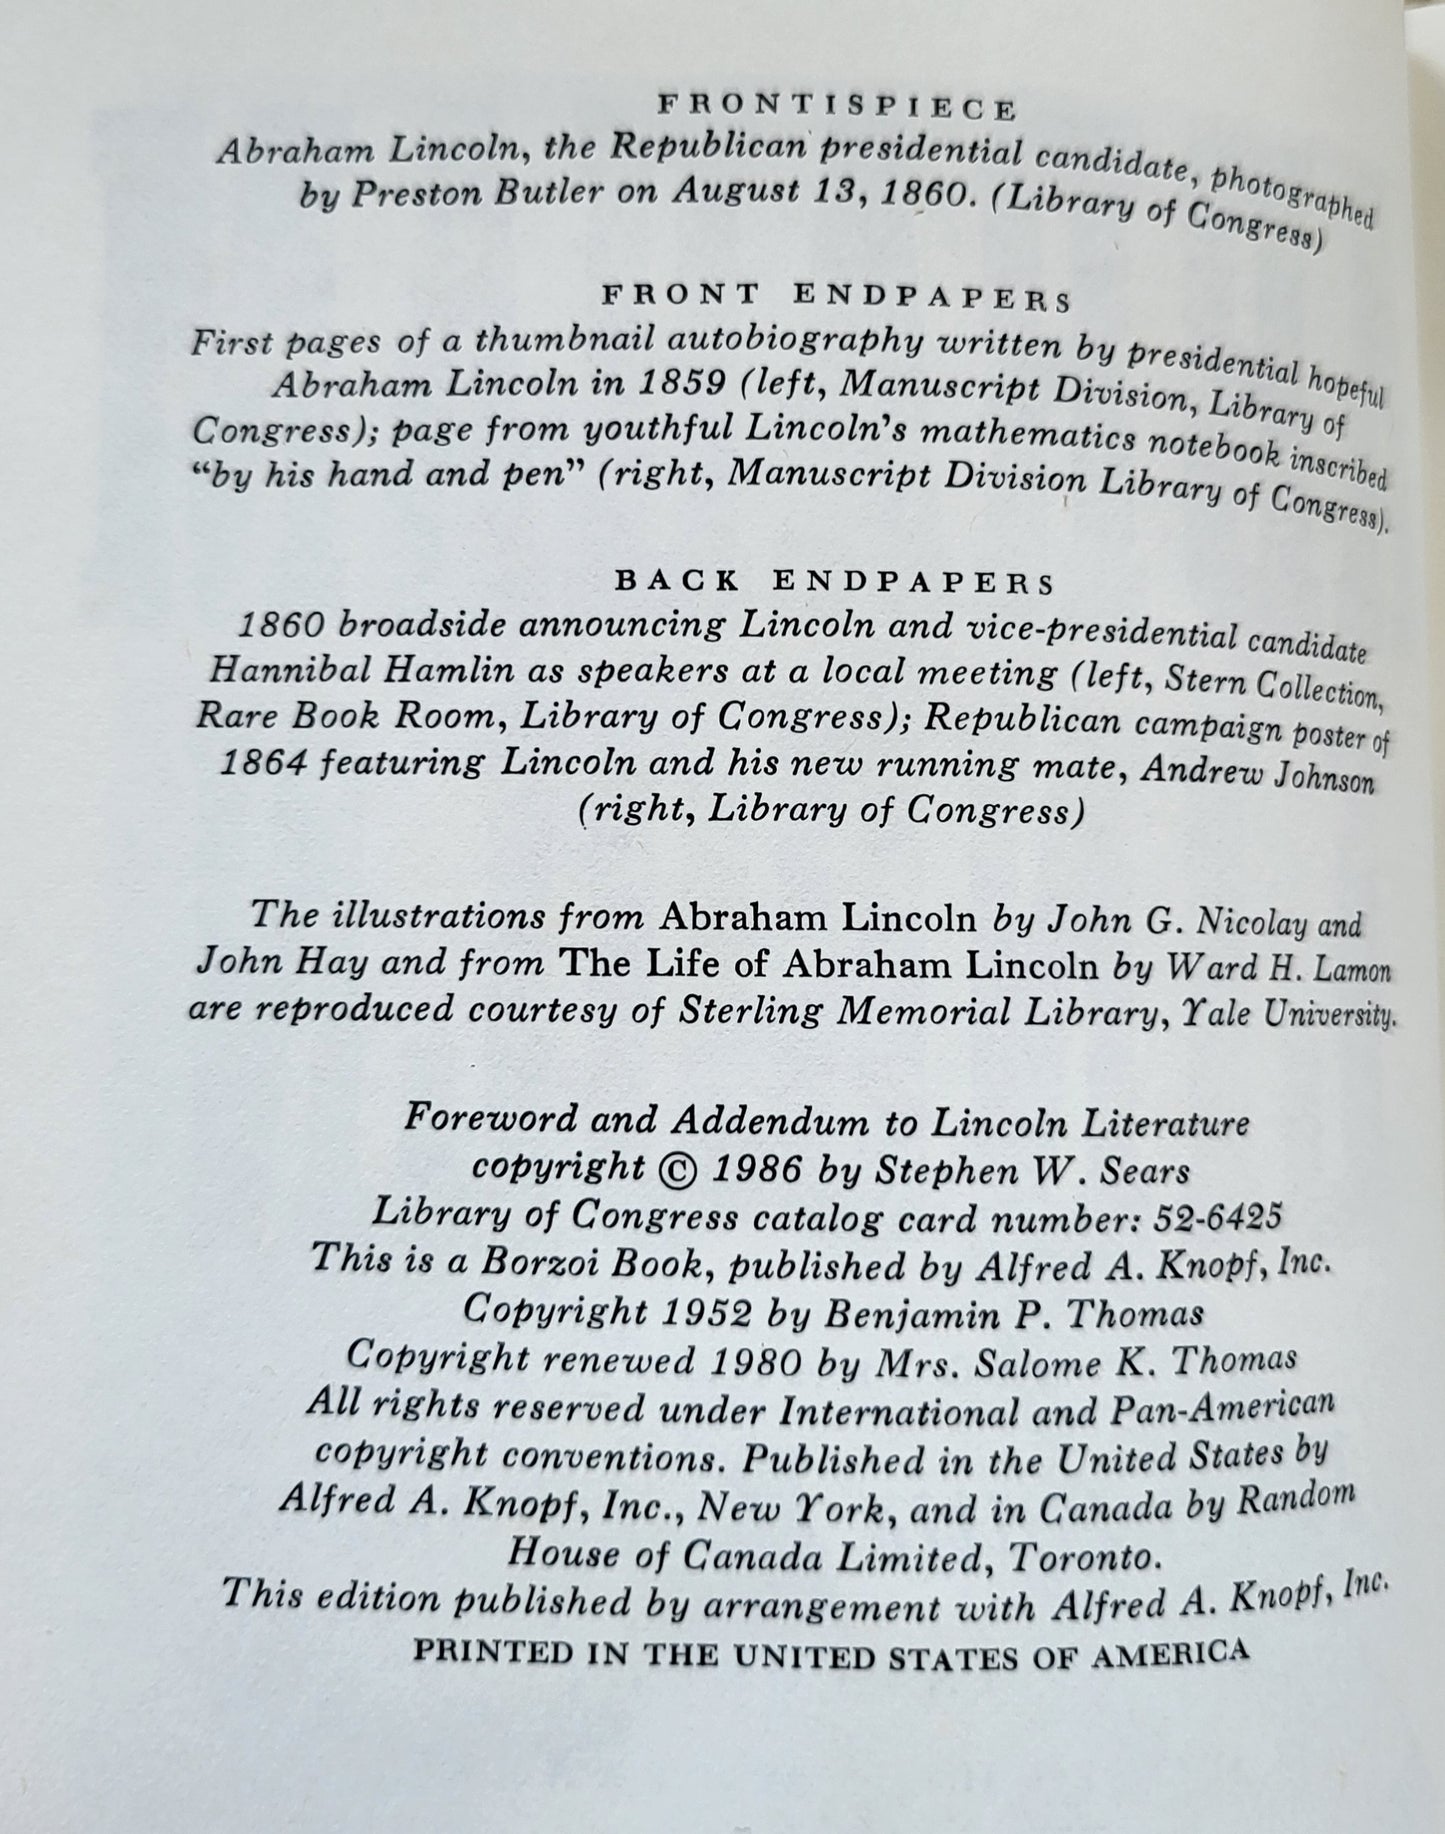 FRONTISPIECE
Abraham Lincoln, the Republican presidential candidate, photographed
by Preston Butler on August 13, 1860. (Library of Congress)
FRONT ENDPAPERS
First pages of a thumbnail autobiography written by presidential hopeful
Abraham Lincoln in 1859 (left, Manuscript Division, Library of
Congress); page from youthful Lincoln's mathematics notebook inscribed
“by his hand and pen” (right, Manuscript Division Library of Congress).
BACK ENDPAPERS
1860 broadside announcing Lincoln and vice-presidential candidate
Hannibal Hamlin as speakers at a local meeting (left, Stern Collection,
Rare Book Room, Library of Congress); Republican campaign poster of
1864 featuring Lincoln and his new running mate, Andrew Johnson
(right, Library of Congress)
The illustrations from Abraham Lincoln by John G. Nicolay and
John Hay and from The Life of Abraham Lincoln by Ward H. Lamon
are reproduced courtesy of Sterling Memorial Library, Yale University.
Foreword and Addendum to Lincoln Literature
copyright © 1986 by Stephen W. Sears
Library of Congress catalog card number: 52-6425
This is a Borzoi Book, published by Alfred A. Knopf, Inc.
Copyright 1952 by Benjamin P. Thomas
Copyright renewed 1980 by Mrs. Salome K. Thomas
All rights reserved under International and Pan-American
copyright conventions. Published in the United States by
Alfred A. Knopf, Inc., New York, and in Canada by Random
House of Canada Limited, Toronto.
This edition published by arrangement with Alfred A. Knopf, Inc.
PRINTED IN THE UNITED STATES OF AMERICA